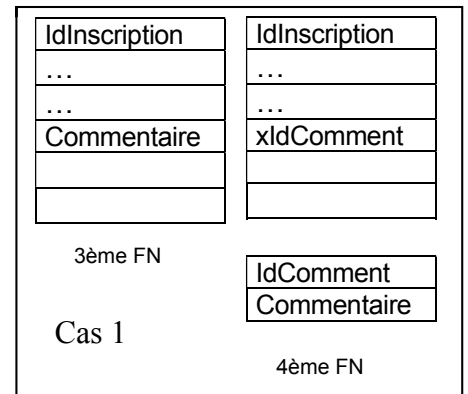 IdInscription
…
…
Commentaire
3ème FN
Cas 1
IdInscription
…
…
xIdComment
IdComment
Commentaire
4ème FN